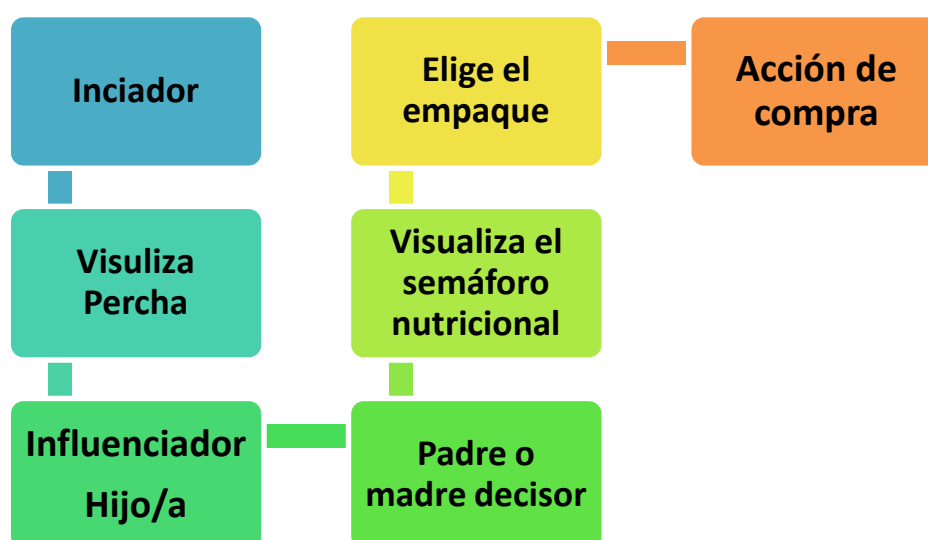 Inciador
Visuliza
Percha
Influenciador
Hijo/a
Padre o
madre decisor
Visualiza el
semáforo
nutricional
Elige el
empaque
Acción de
compra